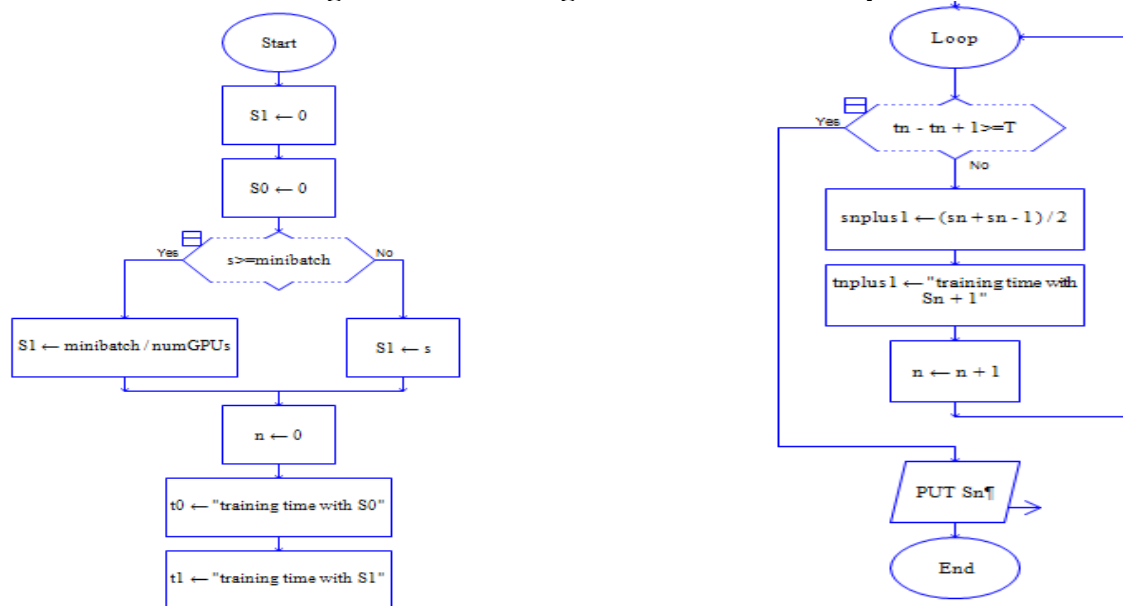 Start
S1 ← 0
S0 ← 0
Yes
s>=minibatch
No
S1 ← minibatch / numGPUs
S1 ← s
n ← 0
t0 ← "training time with S0"
t1 ← "training time with S1"
Loop
Yes
tn - tn + 1>=T
No
snplus1 ← (sn + sn - 1) / 2
tnplus1 ← "training time with
Sn + 1"
n ← n + 1
PUT Sn¶
End